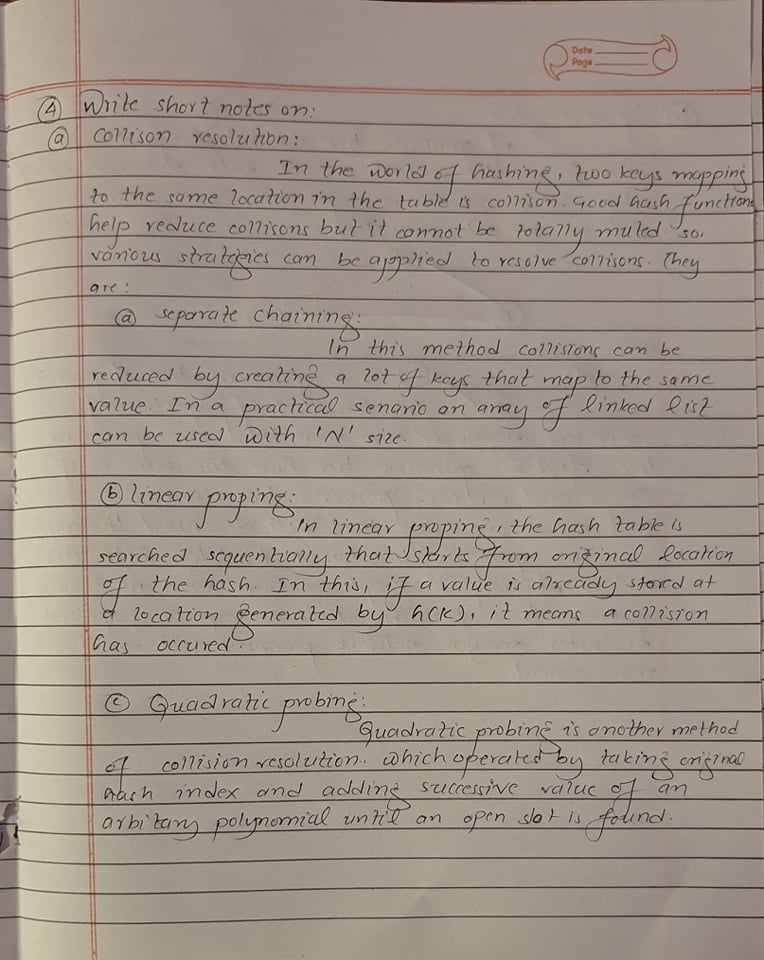 Date
Page
④ Write short notes on:
ⓐ Collison resolution:
In the world of hashing, two keys mapping
to the same location in the table is collison. Good hash functions
help reduce collisons but it cannot be totally muted so,
various strategies can be applied to resolve collisons. They
are:
ⓐ separate chaining:
In this method collisions can be
reduced by creating a lot of keys that map to the same
value. In a practical senario an array of linked list
can be used with 'N' size.
ⓑ linear proping:
In linear proping, the hash table is
searched sequentially that starts from original location
of the hash. In this, if a value is already stored at
a location generated by h(k), it means a collision
has occured.
ⓒ Quadratic probing:
Quadratic probing is another method
of collision resolution. which operated by taking original
hash index and adding successive value of an
arbitary polynomial until an open slot is found.